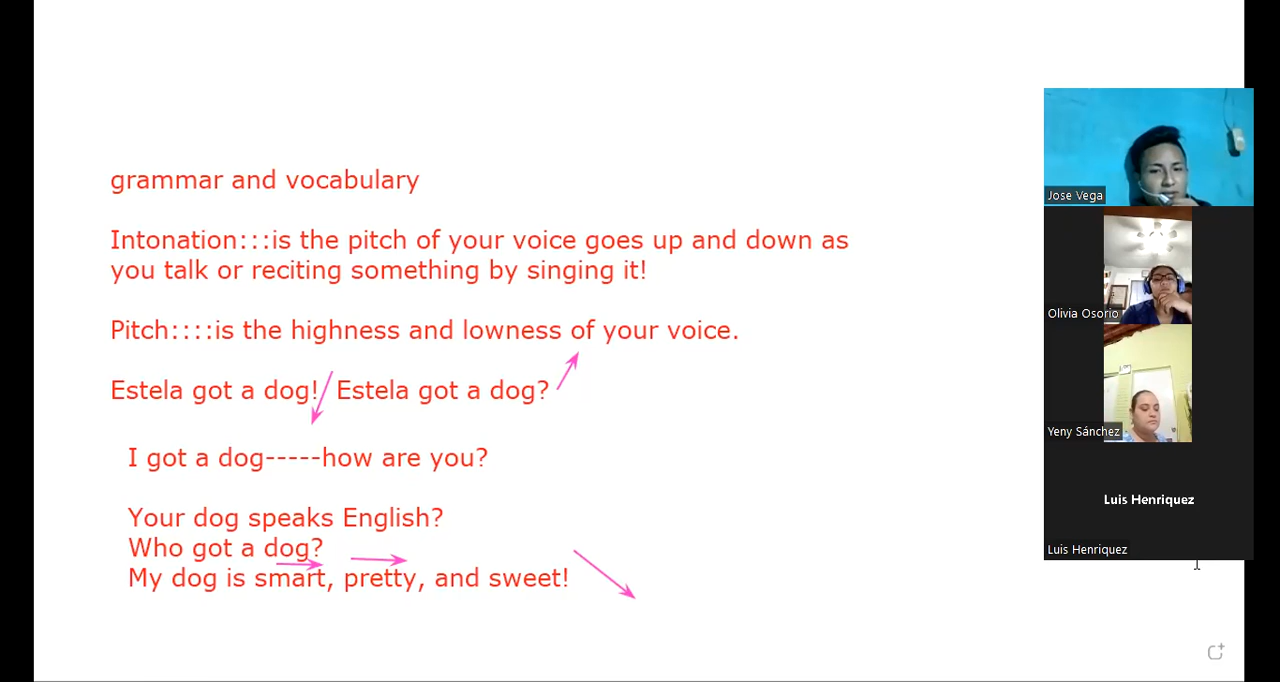 grammar and vocabulary
Intonation:::is the pitch of your voice goes up and down as
you talk or reciting something by singing it!
Pitch::::is the highness and lowness of your voice.
Estela got a dog! Estela got a dog?
I got a dog-----how are you?
Your dog speaks English?
Who got a dog?
My dog is smart, pretty, and sweet!
Jose Vega
Olivia Osorio
Yeny Sánchez
Luis Henriquez
Luis Henriquez